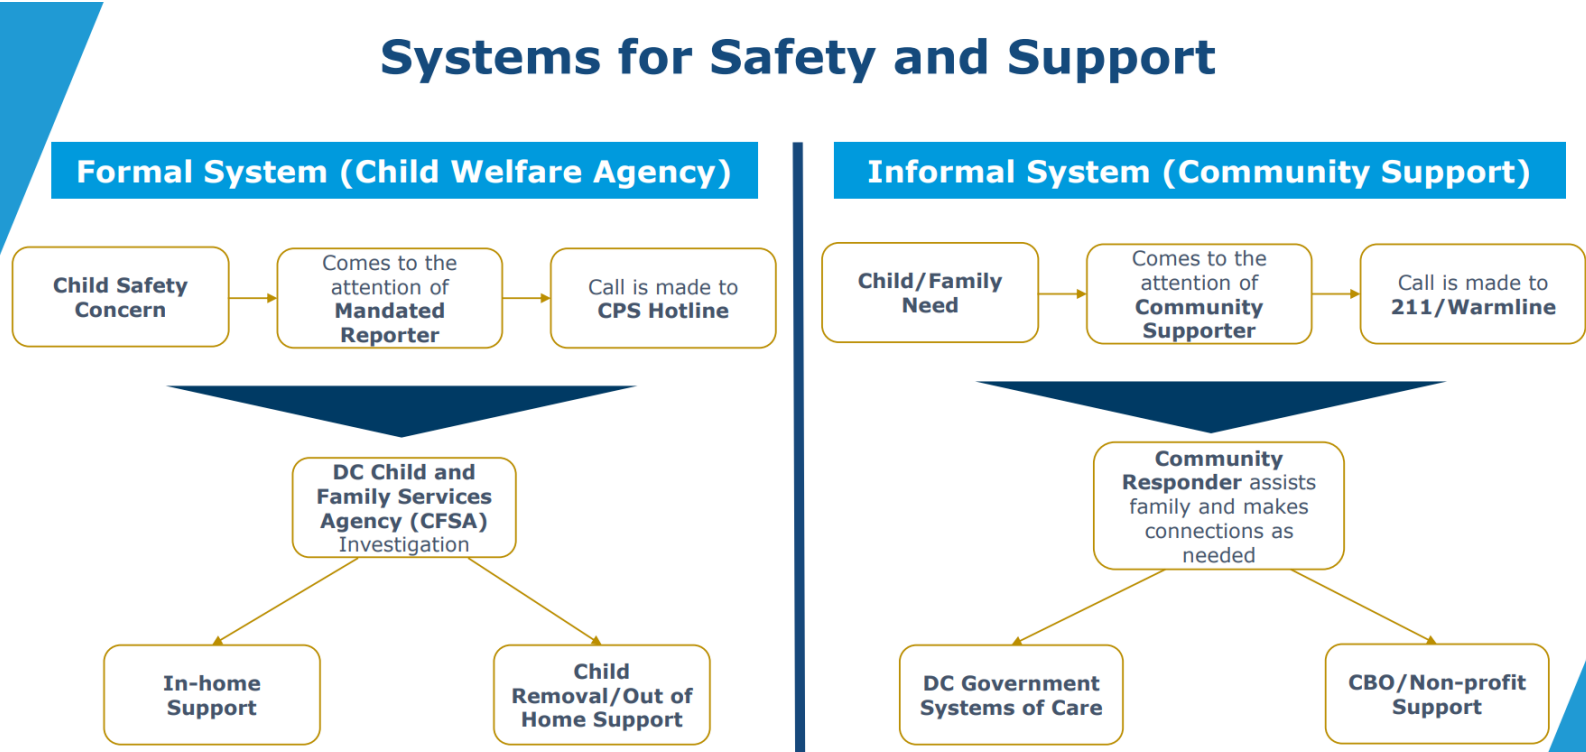 Systems for Safety and Support
Formal System (Child Welfare Agency)
Child Safety
Concern
Comes to the
attention of
Mandated
Reporter
Call is made to
CPS Hotline
DC Child and
Family Services
Agency (CFSA)
Investigation
In-home
Support
Child
Removal/Out of
Home Support
Informal System (Community Support)
Child/Family
Need
Comes to the
attention of
Community
Supporter
Call is made to
211/Warmline
Community
Responder assists
family and makes
connections as
needed
DC Government
Systems of Care
CBO/Non-profit
Support